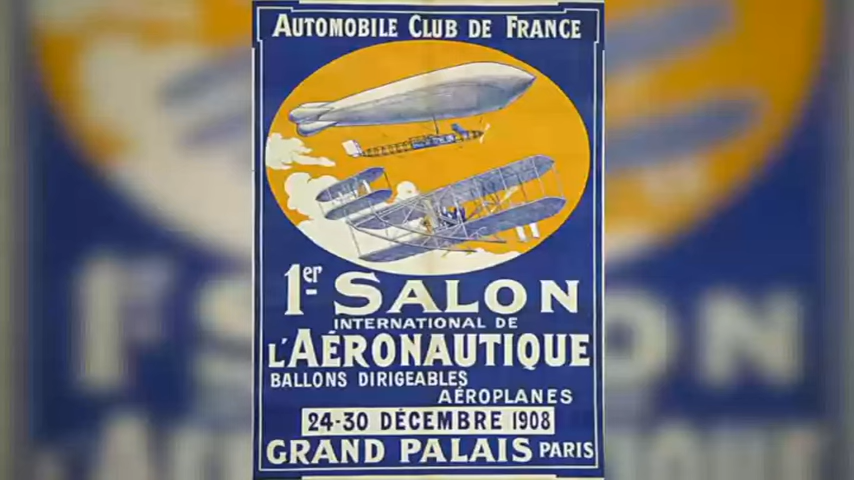 AUTOMOBILE CLUB DE FRANCE
1er SALON
INTERNATIONAL DE
L'AÉRONAUTIQUE
BALLONS DIRIGEABLES
AÉROPLANES
24-30 DÉCEMBRE 1908
GRAND PALAIS PARIS